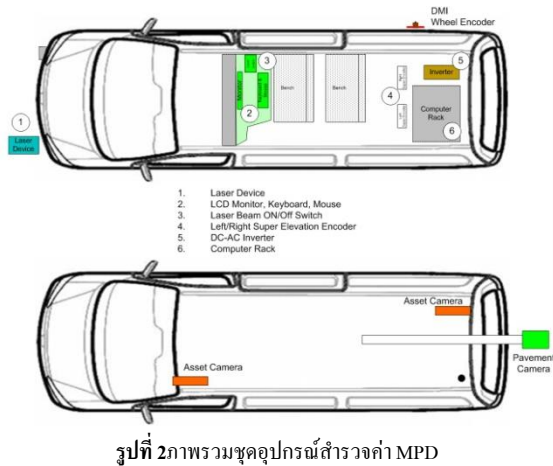 DMI
Wheel Encoder
1
Laser
Device
Monitor
2
3
Bench
Bench
4
5
Inverter
Computer
Rack
6
1. Laser Device
2. LCD Monitor, Keyboard, Mouse
3. Laser Beam ON/Off Switch
4. Left/Right Super Elevation Encoder
5. DC-AC Inverter
6. Computer Rack
Asset Camera
Asset Camera
Pavement
Camera
รูปที่ 2ภาพรวมชุดอุปกรณ์สำรวจค่า MPD